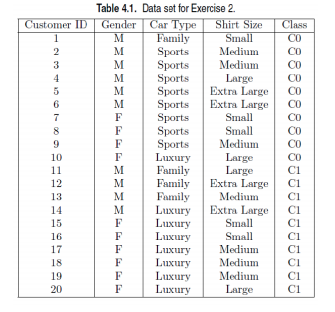 Table 4.1. Data set for Exercise 2.
Customer ID Gender Car Type Shirt Size Class
1 M Family Small C0
2 M Sports Medium C0
3 M Sports Medium C0
4 M Sports Large C0
5 M Sports Extra Large C0
6 M Sports Extra Large C0
7 F Sports Small C0
8 F Sports Small C0
9 F Sports Medium C0
10 F Luxury Large C0
11 M Family Large C1
12 M Family Extra Large C1
13 M Family Medium C1
14 M Luxury Extra Large C1
15 F Luxury Small C1
16 F Luxury Small C1
17 F Luxury Medium C1
18 F Luxury Medium C1
19 F Luxury Medium C1
20 F Luxury Large C1